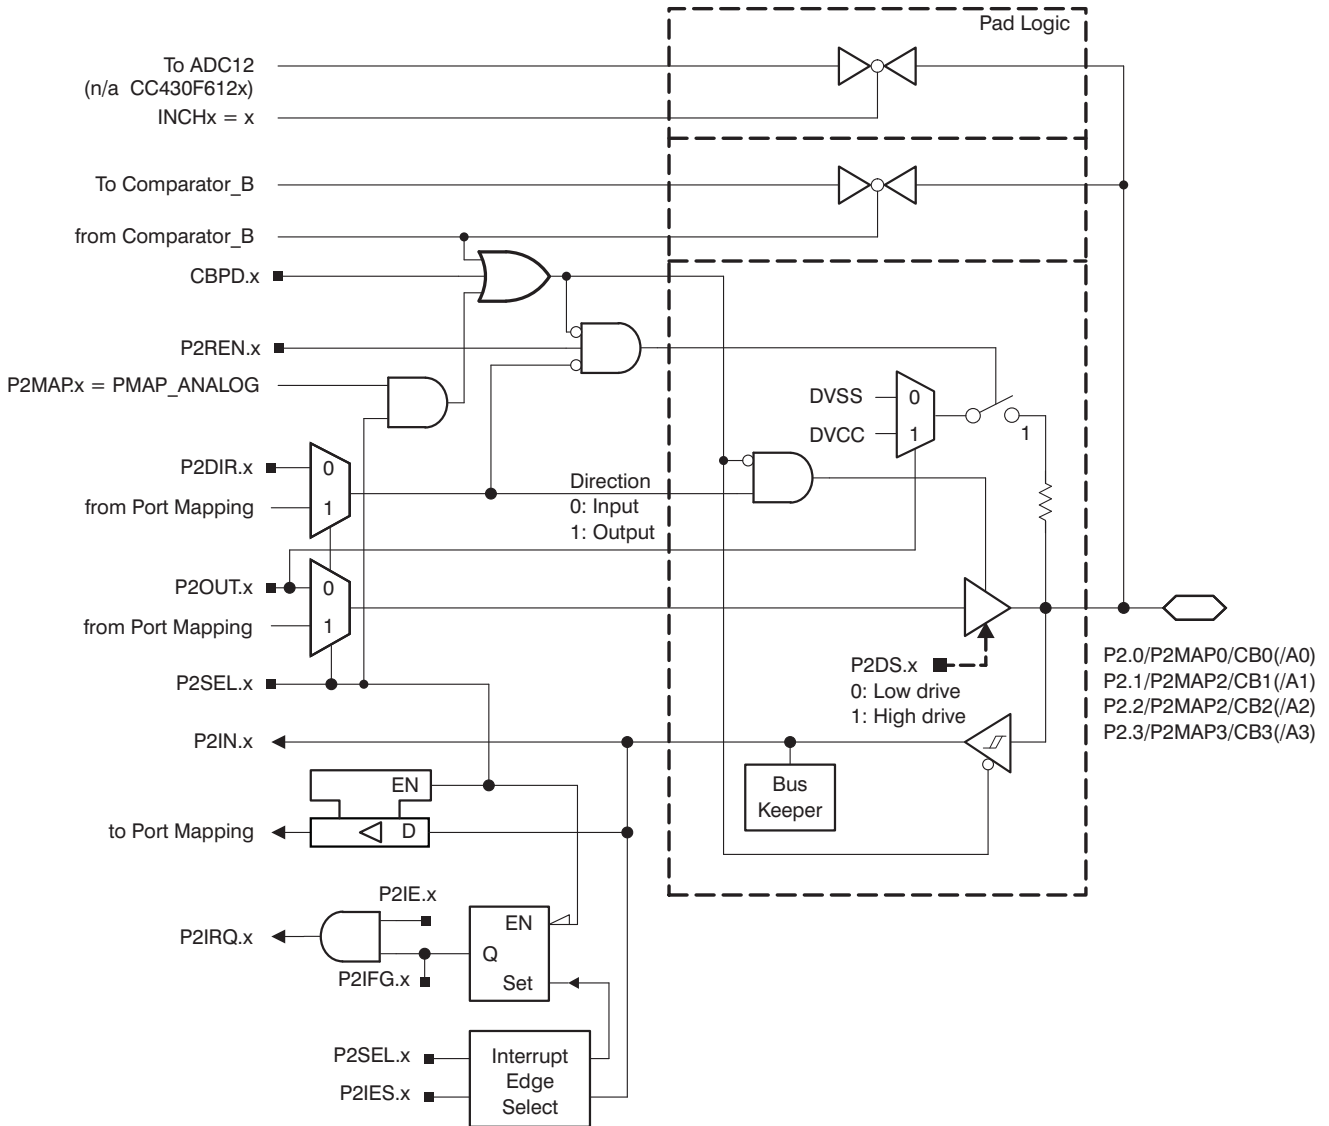 Pad Logic
To ADC12
(n/a CC430F612x)
INCHx = x
To Comparator_B
from Comparator_B
CBPD.x
P2REN.x
P2MAP.x = PMAP_ANALOG
DVSS
0
DVCC
1
1
P2DIR.x
0
from Port Mapping
1
Direction
0: Input
1: Output
P2OUT.x
0
from Port Mapping
1
P2DS.x
0: Low drive
1: High drive
P2.0/P2MAP0/CB0(/A0)
P2.1/P2MAP2/CB1(/A1)
P2.2/P2MAP2/CB2(/A2)
P2.3/P2MAP3/CB3(/A3)
P2SEL.x
P2IN.x
Bus
Keeper
EN
to Port Mapping
D
P2IE.x
P2IRQ.x
EN
Q
P2IFG.x
Set
P2SEL.x
P2IES.x
Interrupt
Edge
Select